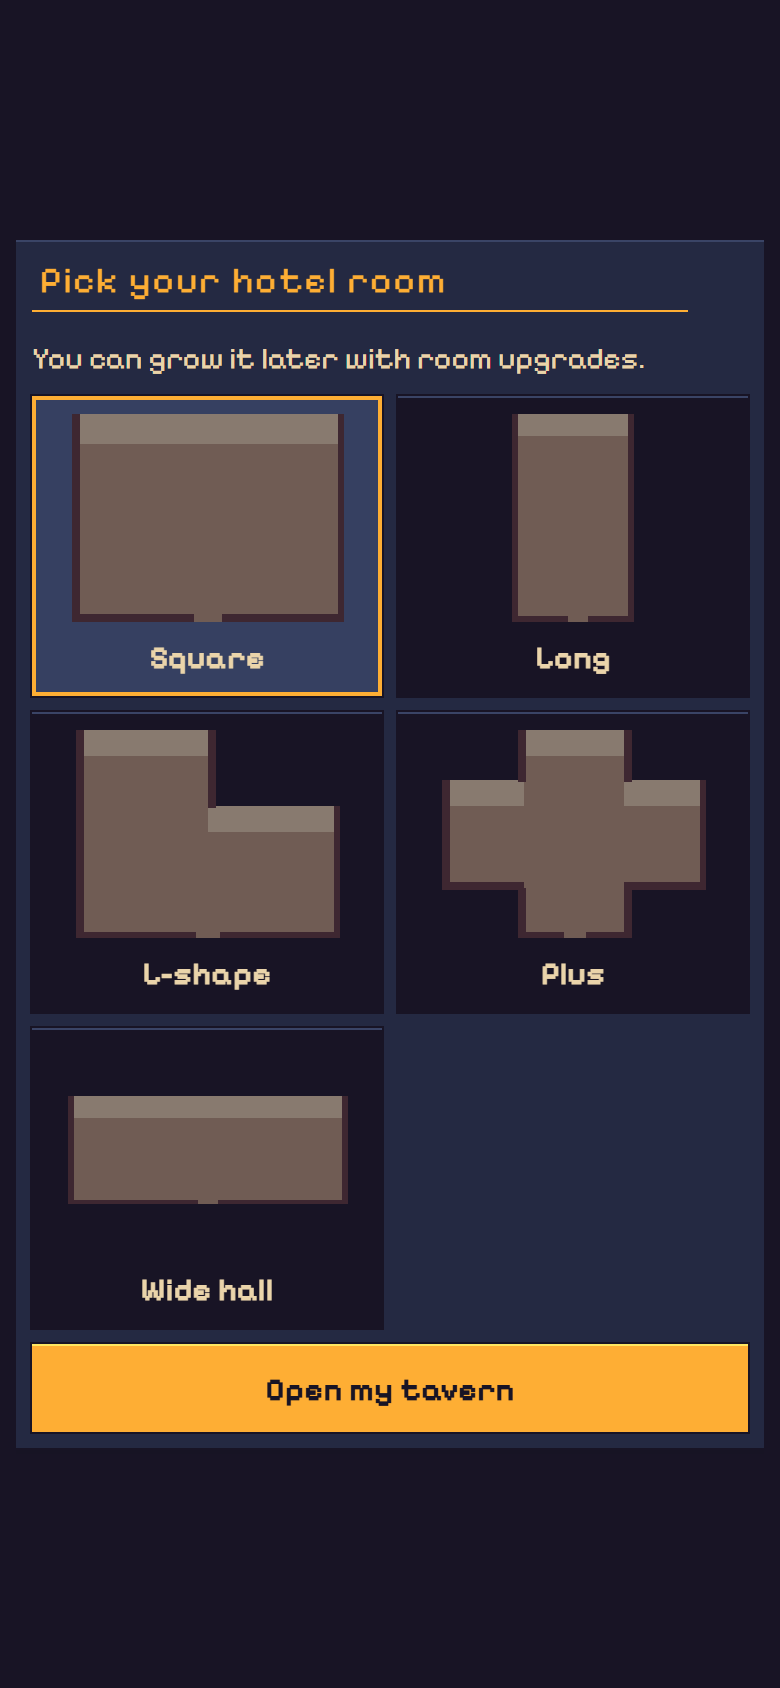 Pick your hotel room
You can grow it later with room upgrades.
Square
Long
L-shape
Plus
Wide hall
Open my tavern